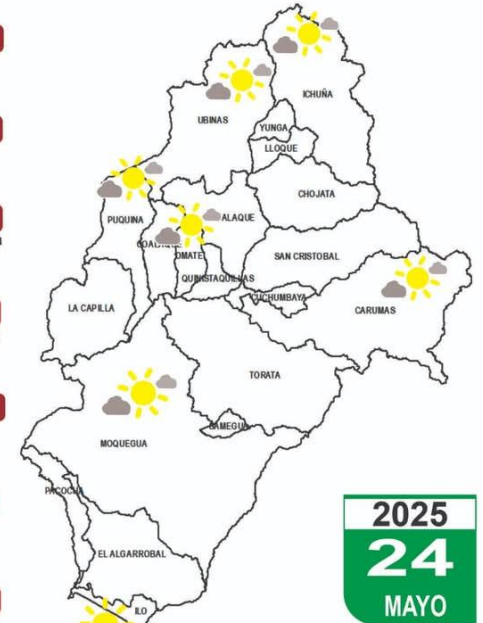 ICHUÑA
UBINAS
YUNGA
LLOQUE
CHOJATA
PUQUINA
ALAQUE
OMATE
SAN CRISTOBAL
QUINISTAQUILLAS
CUCHUMBAYA
LA CAPILLA
CARUMAS
TORATA
SAMEGUA
MOQUEGUA
PACOCHA
EL ALGARROBAL
ILO
2025
24
MAYO